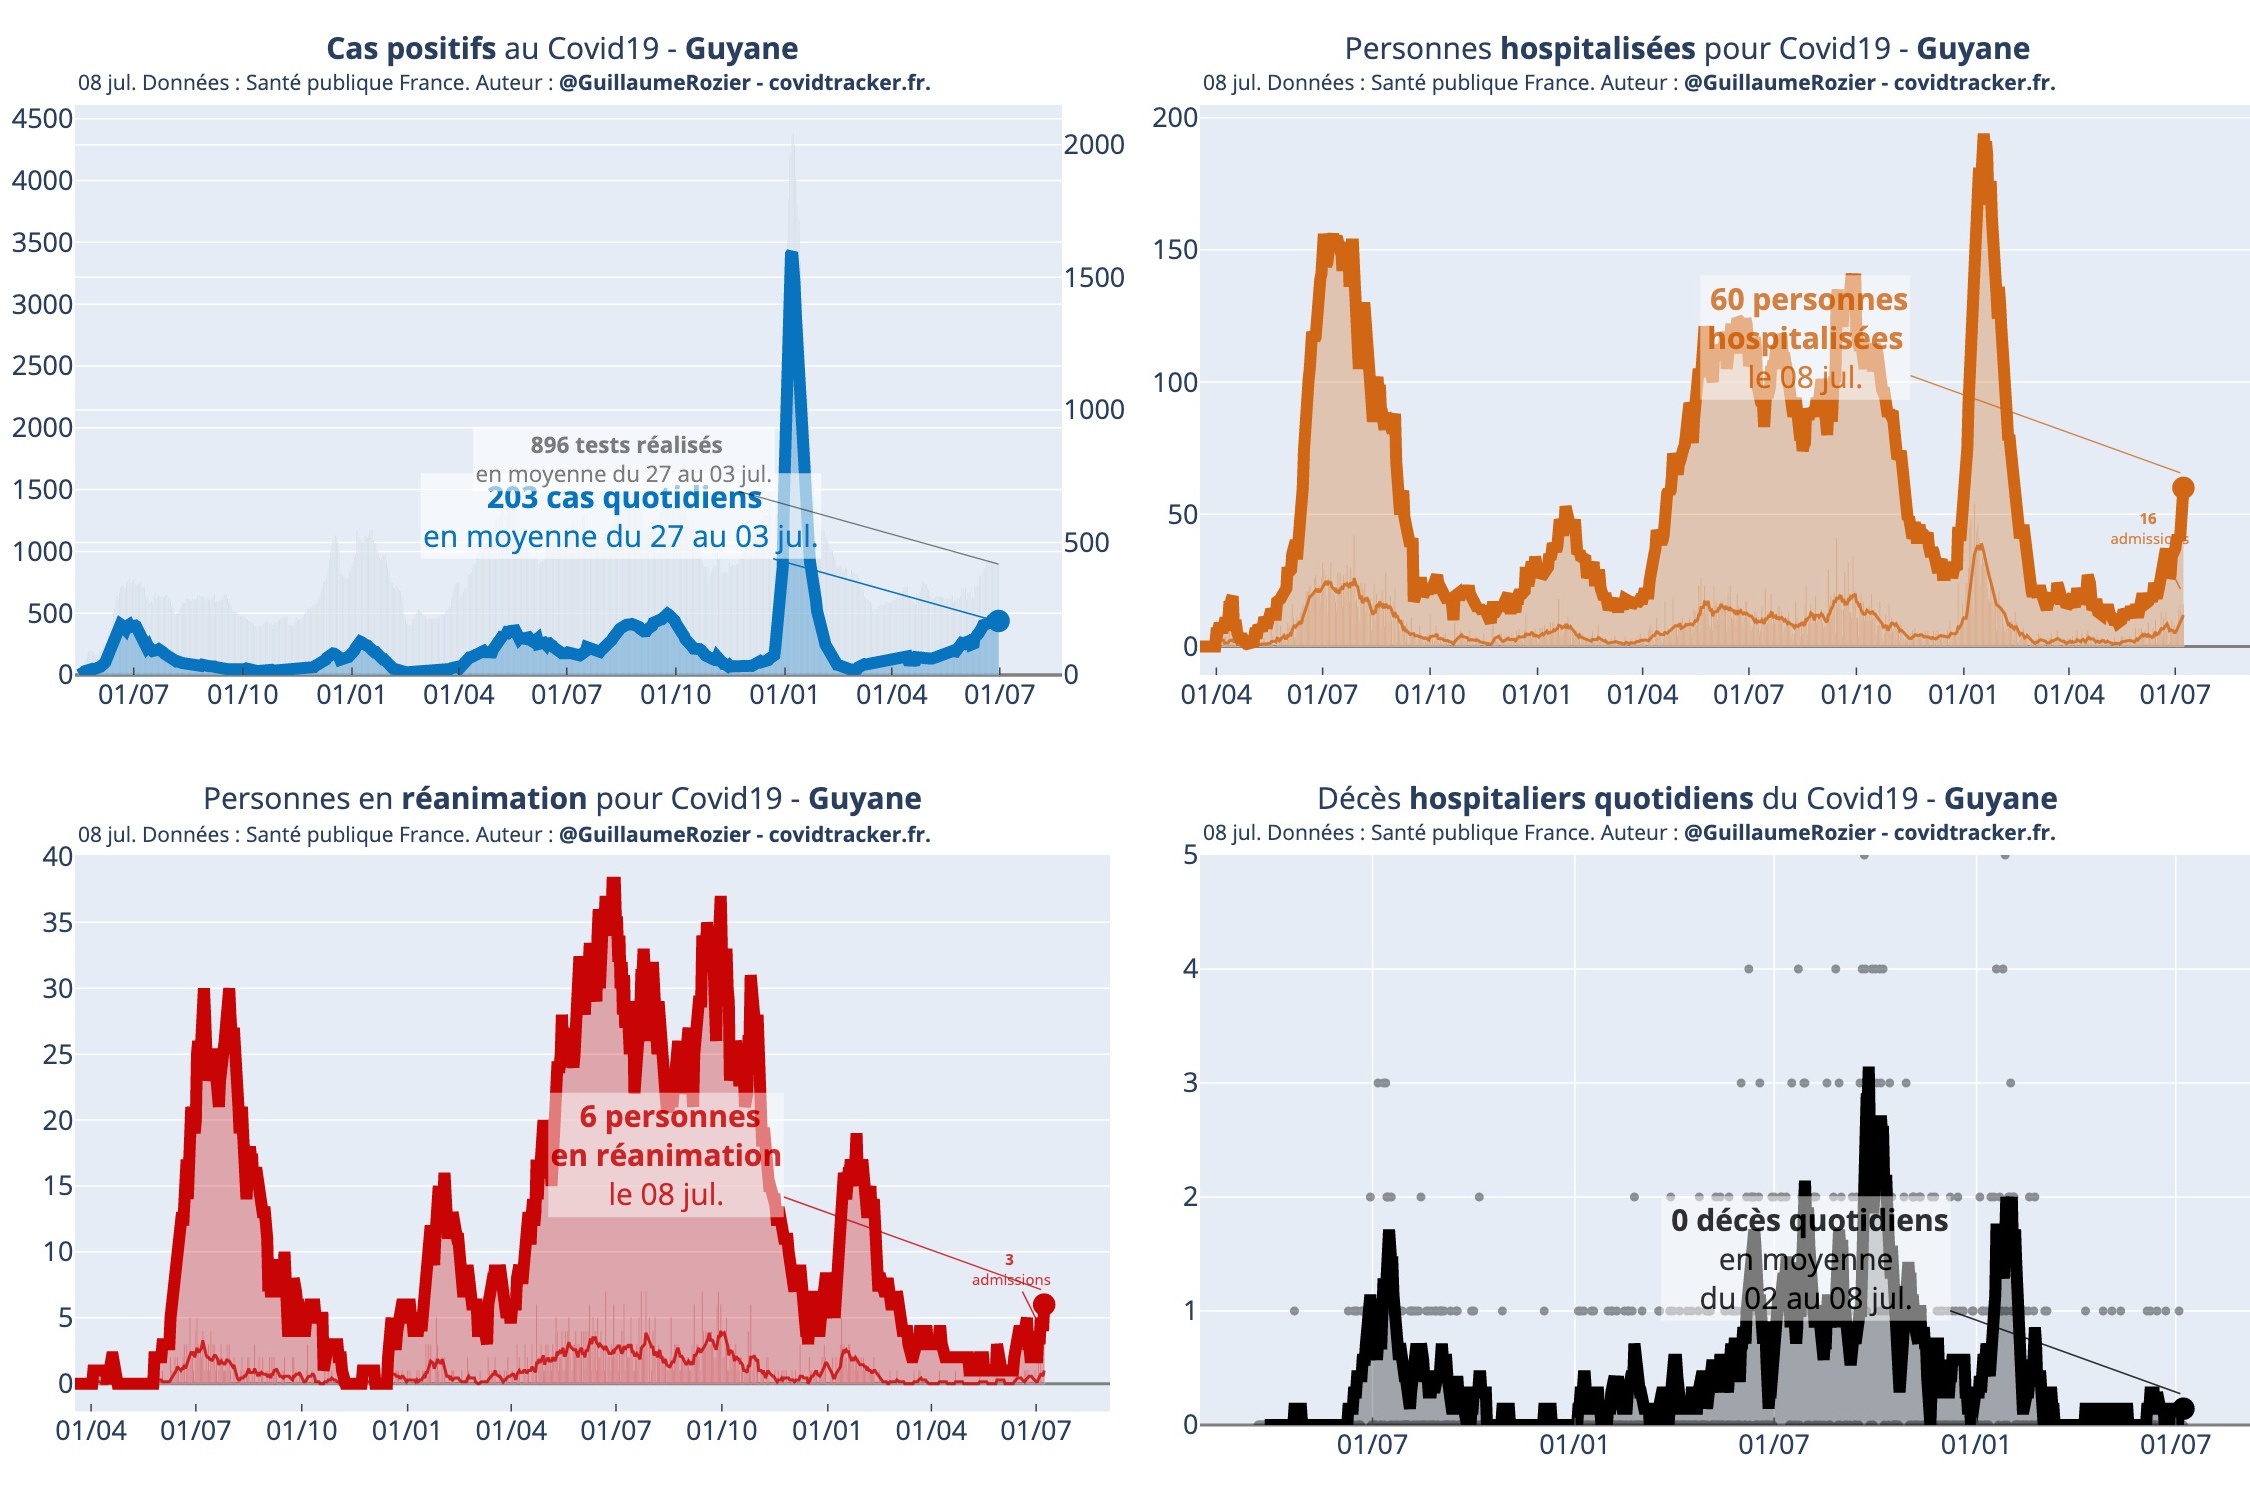 Cas positifs au Covid19 - Guyane
08 jul. Données : Santé publique France. Auteur : @GuillaumeRozier - covidtracker.fr.
4500
4000
3500
3000
2500
2000
1500
1000
500
0
2000
1500
1000
500
0
896 tests réalisés
en moyenne du 27 au 03 jul.
203 cas quotidiens
en moyenne du 27 au 03 jul.
01/07 01/10 01/01 01/04 01/07 01/10 01/01 01/04 01/07
Personnes hospitalisées pour Covid19 - Guyane
08 jul. Données : Santé publique France. Auteur : @GuillaumeRozier - covidtracker.fr.
200
150
100
50
0
60 personnes
hospitalisées
le 08 jul.
16
admissions
01/04 01/07 01/10 01/01 01/04 01/07 01/10 01/01 01/04 01/07
Personnes en réanimation pour Covid19 - Guyane
08 jul. Données : Santé publique France. Auteur : @GuillaumeRozier - covidtracker.fr.
40
35
30
25
20
15
10
5
0
6 personnes
en réanimation
le 08 jul.
3
admissions
01/04 01/07 01/10 01/01 01/04 01/07 01/10 01/01 01/04 01/07
Décès hospitaliers quotidiens du Covid19 - Guyane
08 jul. Données : Santé publique France. Auteur : @GuillaumeRozier - covidtracker.fr.
5
4
3
2
1
0
0 décès quotidiens
en moyenne
du 02 au 08 jul.
01/07 01/01 01/07 01/01 01/07